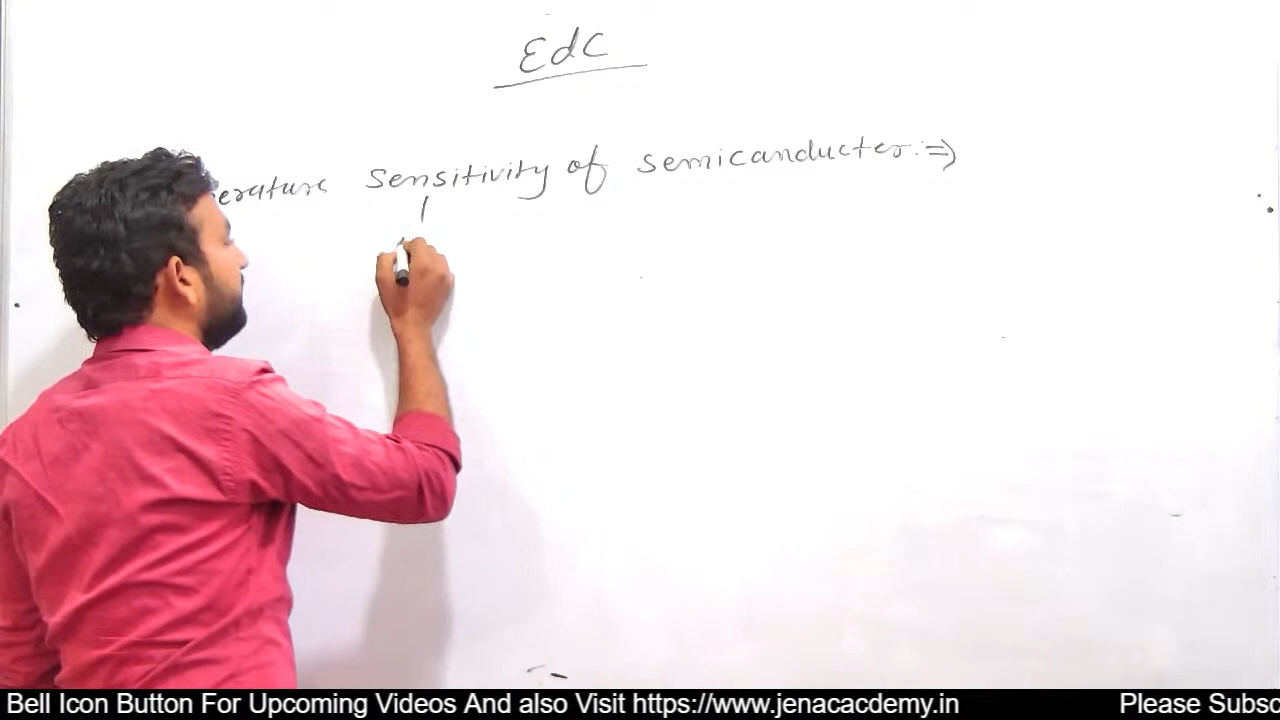 EdC
erature Sensitivity of semicanducter :⇒
Bell Icon Button For Upcoming Videos And also Visit https://www.jenacacdemy.in Please Subsc